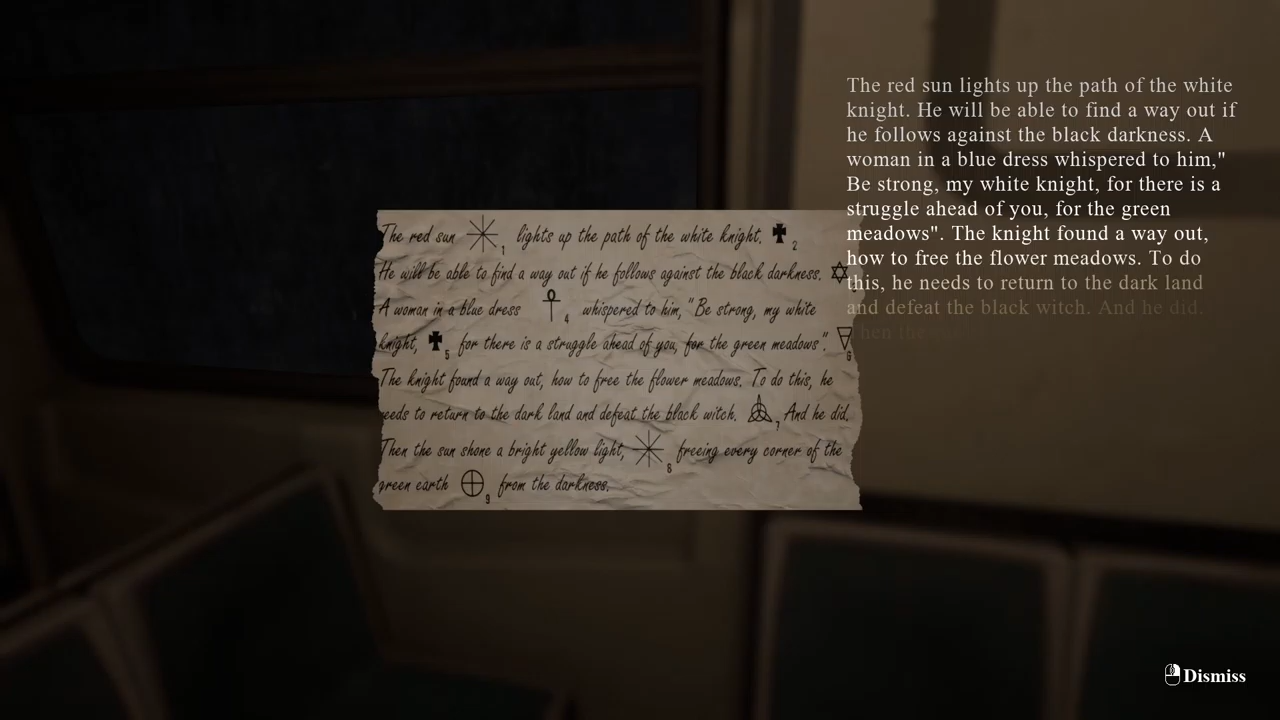 The red sun 1 lights up the path of the white knight. 2
He will be able to find a way out if he follows against the black darkness.
A woman in a blue dress 4 whispered to him, "Be strong, my white
knight, 5 for there is a struggle ahead of you, for the green meadows". 6
The knight found a way out, how to free the flower meadows. To do this, he
needs to return to the dark land and defeat the black witch. 7 And he did.
Then the sun shone a bright yellow light, 8 freeing every corner of the
green earth 9 from the darkness.
The red sun lights up the path of the white
knight. He will be able to find a way out if
he follows against the black darkness. A
woman in a blue dress whispered to him,"
Be strong, my white knight, for there is a
struggle ahead of you, for the green
meadows". The knight found a way out,
how to free the flower meadows. To do
this, he needs to return to the dark land
and defeat the black witch. And he did.
Dismiss